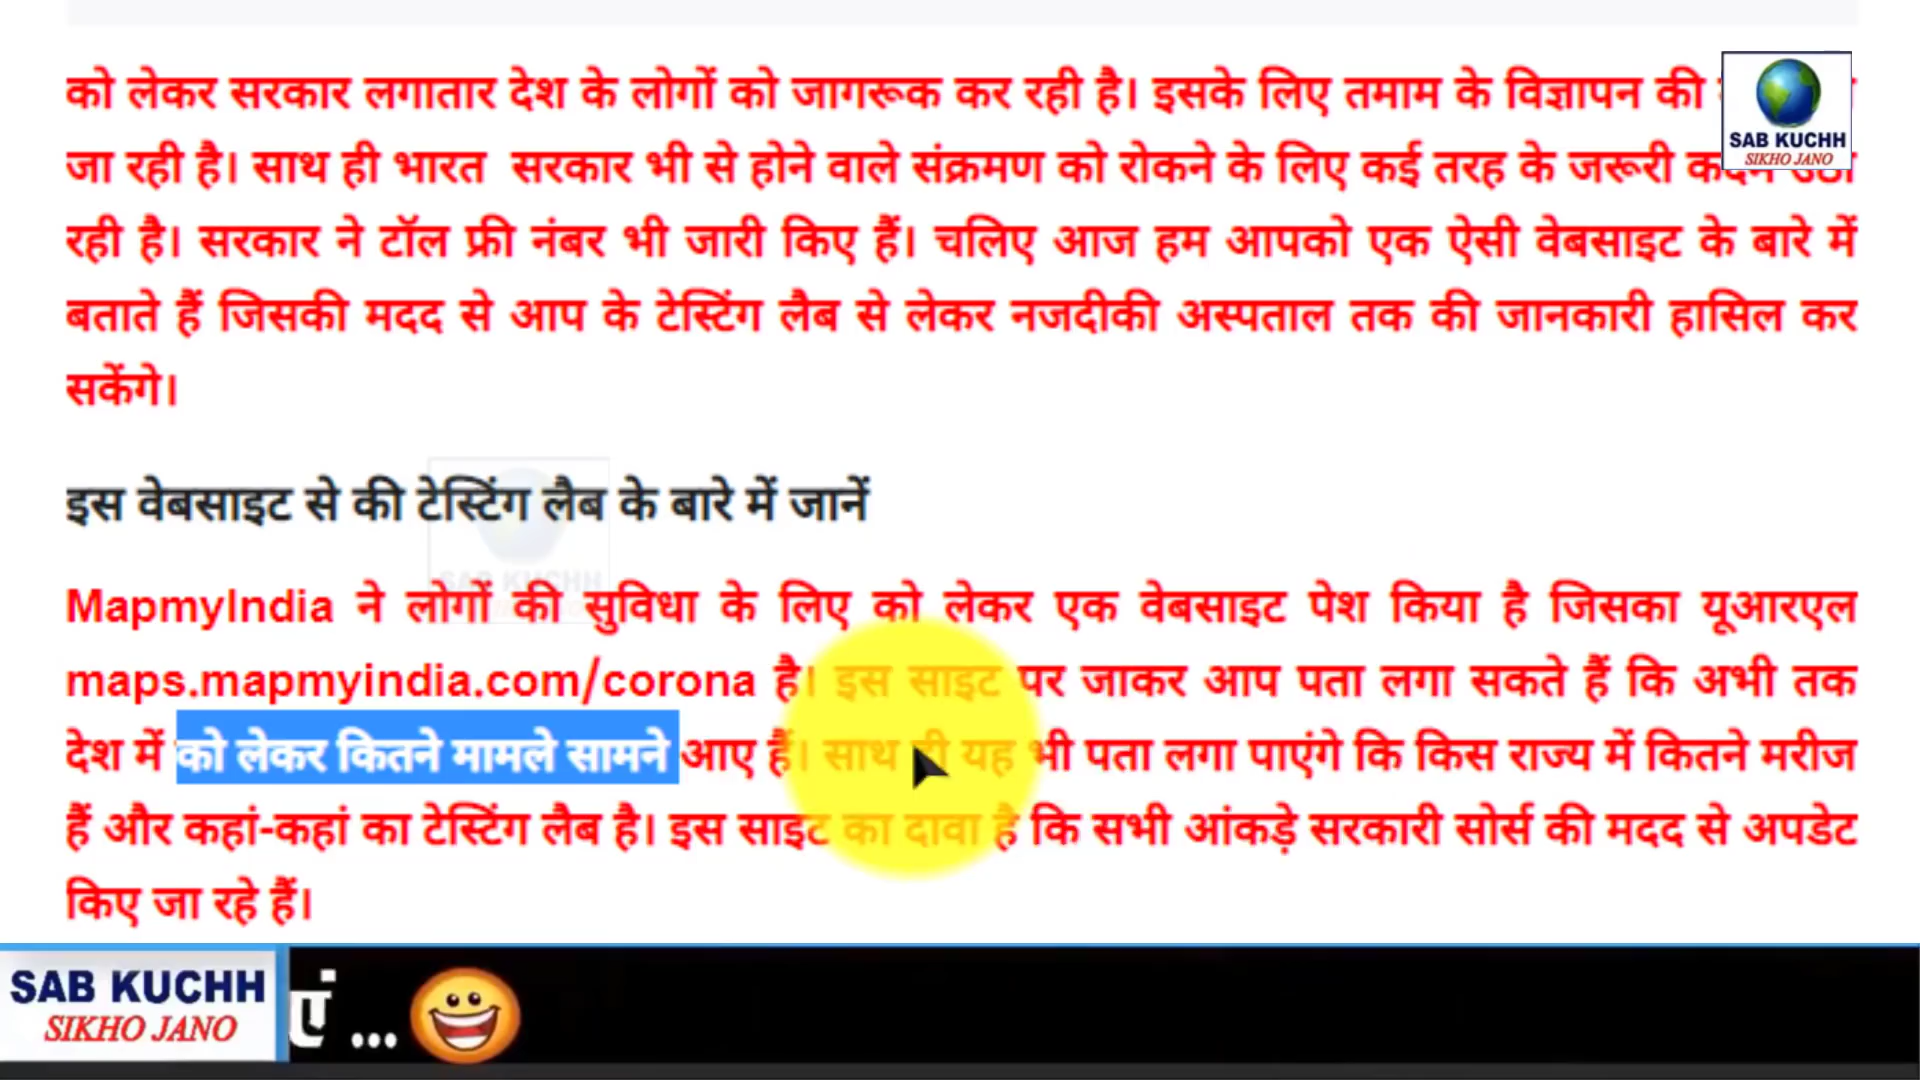 को लेकर सरकार लगातार देश के लोगों को जागरूक कर रही है। इसके लिए तमाम के विज्ञापन की
SAB KUCHH
SIKHO JANO
जा रही है। साथ ही भारत सरकार भी से होने वाले संक्रमण को रोकने के लिए कई तरह के जरूरी कदम उठा
रही है। सरकार ने टॉल फ्री नंबर भी जारी किए हैं। चलिए आज हम आपको एक ऐसी वेबसाइट के बारे में
बताते हैं जिसकी मदद से आप के टेस्टिंग लैब से लेकर नजदीकी अस्पताल तक की जानकारी हासिल कर
सकेंगे।
इस वेबसाइट से की टेस्टिंग लैब के बारे में जानें
SAB KUCHH
MapmyIndia ने लोगों की सुविधा के लिए को लेकर एक वेबसाइट पेश किया है जिसका यूआरएल
maps.mapmyindia.com/corona है। इस साइट पर जाकर आप पता लगा सकते हैं कि अभी तक
देश में को लेकर कितने मामले सामने आए हैं। साथ ही यह भी पता लगा पाएंगे कि किस राज्य में कितने मरीज
हैं और कहां-कहां का टेस्टिंग लैब है। इस साइट का दावा है कि सभी आंकड़े सरकारी सोर्स की मदद से अपडेट
किए जा रहे हैं।
SAB KUCHH
SIKHO JANO
...